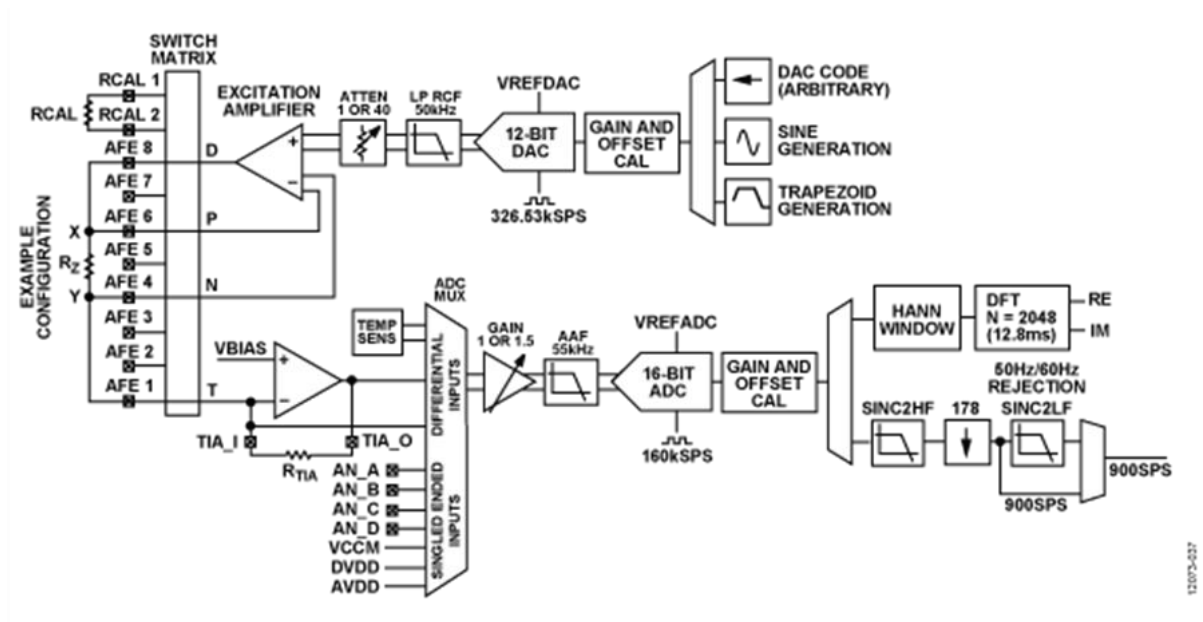 SWITCH
MATRIX
RCAL 1
RCAL
RCAL 2
AFE 8
AFE 7
AFE 6
AFE 5
AFE 4
AFE 3
AFE 2
AFE 1
EXAMPLE
CONFIGURATION
X
RZ
Y
D
P
N
T
EXCITATION
AMPLIFIER
+
–
ATTEN
1 OR 40
LP RCF
50kHz
VREFDAC
12-BIT
DAC
326.53kSPS
GAIN AND
OFFSET
CAL
DAC CODE
(ARBITRARY)
SINE
GENERATION
TRAPEZOID
GENERATION
VBIAS
+
–
TIA_I
TIA_O
RTIA
TEMP
SENS
ADC
MUX
DIFFERENTIAL
INPUTS
SINGLED ENDED
INPUTS
AN_A
AN_B
AN_C
AN_D
VCCM
DVDD
AVDD
GAIN
1 OR 1.5
AAF
55kHz
VREFADC
16-BIT
ADC
160kSPS
GAIN AND
OFFSET
CAL
HANN
WINDOW
DFT
N = 2048
(12.8ms)
RE
IM
50Hz/60Hz
REJECTION
SINC2HF
178
SINC2LF
900SPS
900SPS
12073-037